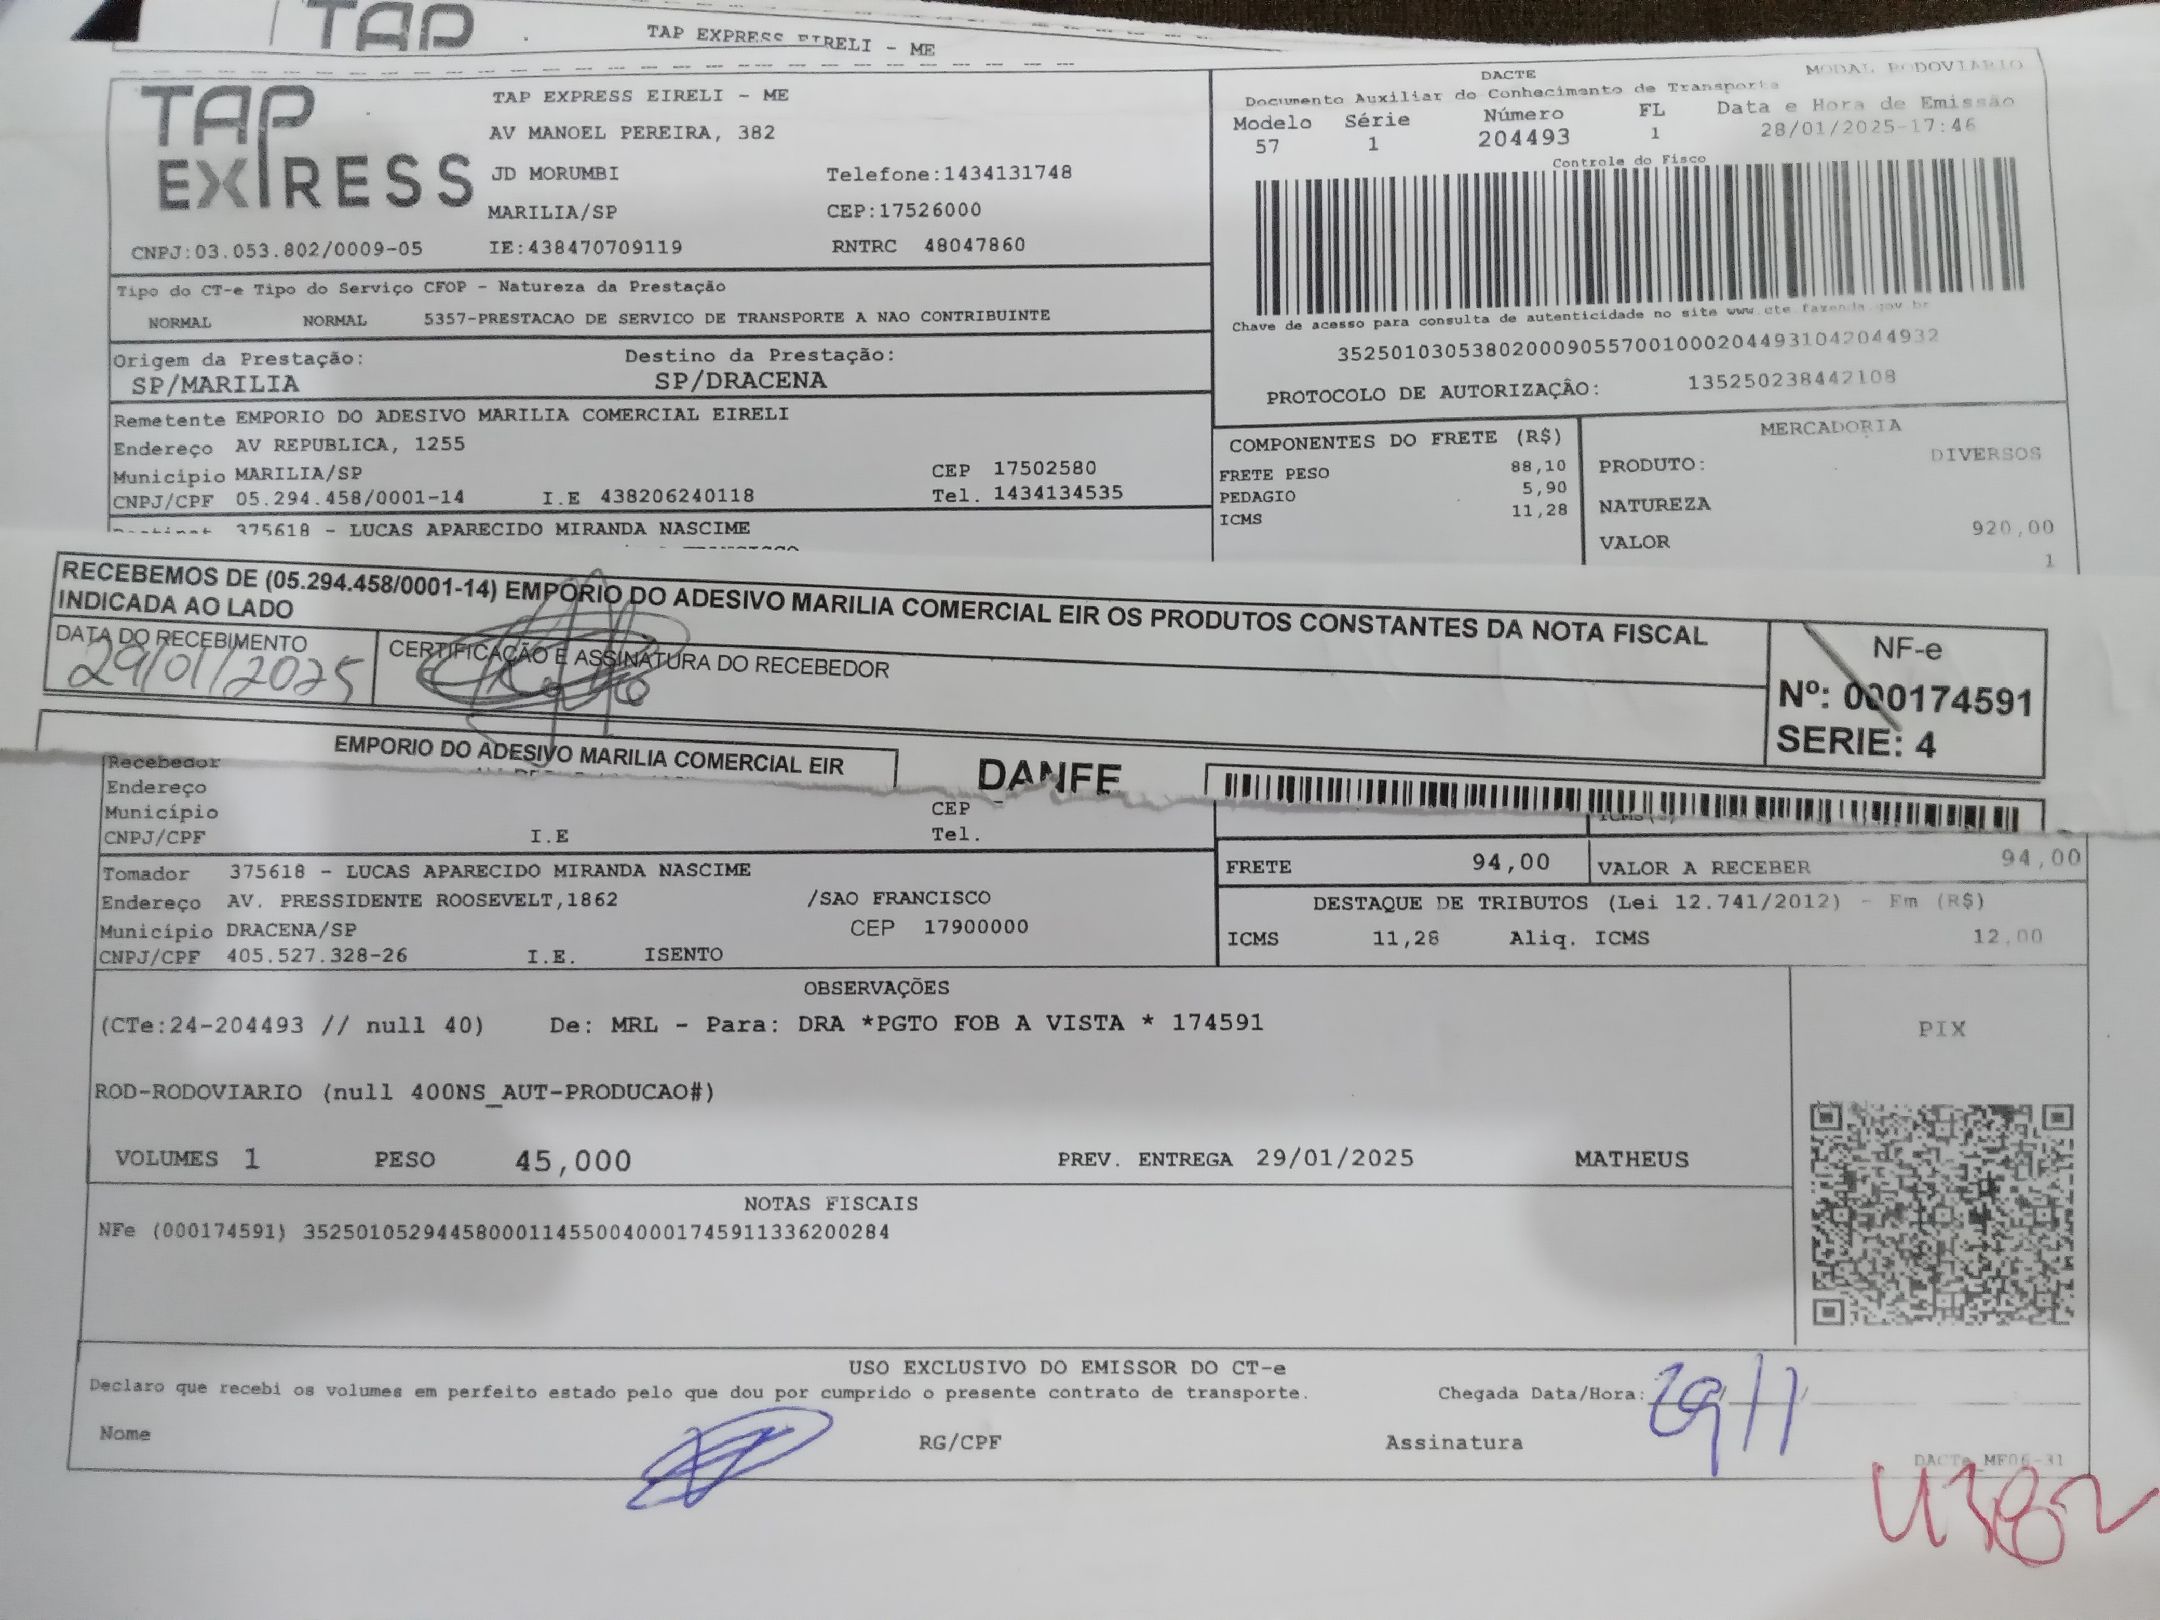 TAP
TAP EXPRESS EIRELI - ME
TAP EXPRESS
TAP EXPRESS EIRELI - ME
AV MANOEL PEREIRA, 382
JD MORUMBI Telefone:1434131748
MARILIA/SP CEP:17526000
CNPJ:03.053.802/0009-05 IE:438470709119 RNTRC 48047860
DACTE MODAL RODOVIARIO
Documento Auxiliar do Conhecimento de Transporte
Modelo Série Número FL Data e Hora de Emissão
57 1 204493 1 28/01/2025-17:46
Controle do Fisco
Chave de acesso para consulta de autenticidade no site www.cte.fazenda.gov.br
35250103053802000905570010002044931042044932
PROTOCOLO DE AUTORIZAÇÂO: 135250238442108
Tipo do CT-e Tipo do Serviço CFOP - Natureza da Prestação
NORMAL NORMAL 5357-PRESTACAO DE SERVICO DE TRANSPORTE A NAO CONTRIBUINTE
Origem da Prestação: Destino da Prestação:
SP/MARILIA SP/DRACENA
Remetente EMPORIO DO ADESIVO MARILIA COMERCIAL EIRELI
Endereço AV REPUBLICA, 1255
Município MARILIA/SP CEP 17502580
CNPJ/CPF 05.294.458/0001-14 I.E 438206240118 Tel. 1434134535
375618 - LUCAS APARECIDO MIRANDA NASCIME
COMPONENTES DO FRETE (R$)
FRETE PESO 88,10
PEDAGIO 5,90
ICMS 11,28
MERCADORIA
PRODUTO: DIVERSOS
NATUREZA
VALOR 920,00
1
RECEBEMOS DE (05.294.458/0001-14) EMPORIO DO ADESIVO MARILIA COMERCIAL EIR OS PRODUTOS CONSTANTES DA NOTA FISCAL
INDICADA AO LADO
DATA DO RECEBIMENTO CERTIFICAÇÃO E ASSINATURA DO RECEBEDOR
29/01/2025
NF-e
Nº: 000174591
SERIE: 4
EMPORIO DO ADESIVO MARILIA COMERCIAL EIR
DANFE
Recebedor
Endereço
Município CEP
CNPJ/CPF I.E Tel.
Tomador 375618 - LUCAS APARECIDO MIRANDA NASCIME
Endereço AV. PRESSIDENTE ROOSEVELT,1862 /SAO FRANCISCO
Município DRACENA/SP CEP 17900000
CNPJ/CPF 405.527.328-26 I.E. ISENTO
FRETE 94,00 VALOR A RECEBER 94,00
DESTAQUE DE TRIBUTOS (Lei 12.741/2012) - Em (R$)
ICMS 11,28 Aliq. ICMS 12,00
OBSERVAÇÕES
(CTe:24-204493 // null 40) De: MRL - Para: DRA *PGTO FOB A VISTA * 174591
ROD-RODOVIARIO (null 400NS_AUT-PRODUCAO#)
VOLUMES 1 PESO 45,000 PREV. ENTREGA 29/01/2025 MATHEUS
PIX
NOTAS FISCAIS
NFe (000174591) 35250105294458000114550040001745911336200284
USO EXCLUSIVO DO EMISSOR DO CT-e
Declaro que recebi os volumes em perfeito estado pelo que dou por cumprido o presente contrato de transporte.
Chegada Data/Hora: 29/1
Nome RG/CPF Assinatura
DACTe_MF06-31